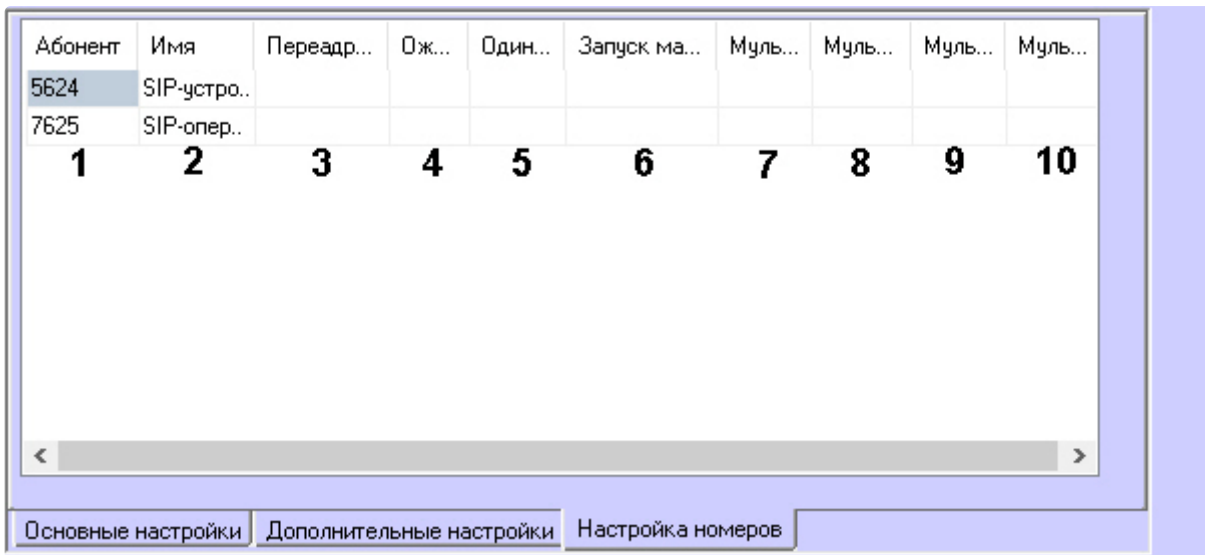 Абонент Имя Переадр... Ож... Один... Запуск ма... Муль... Муль... Муль... Муль...
5624 SIP-устро..
7625 SIP-опер..
1 2 3 4 5 6 7 8 9 10
Основные настройки Дополнительные настройки Настройка номеров